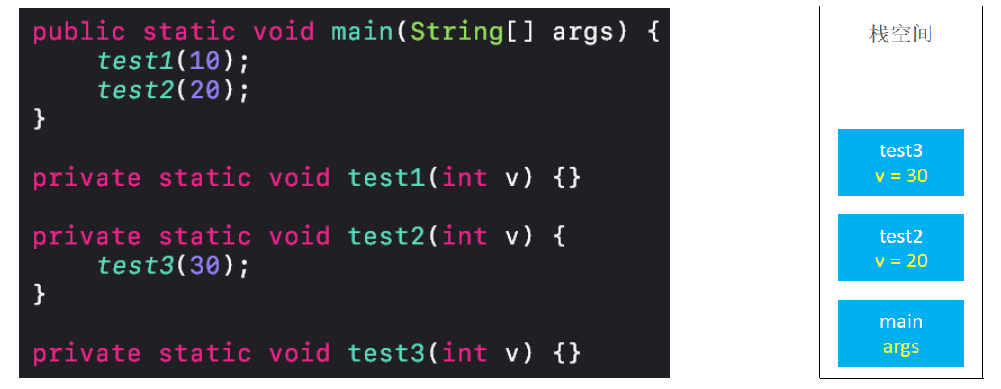 public static void main(String[] args) {
    test1(10);
    test2(20);
}
private static void test1(int v) {}
private static void test2(int v) {
    test3(30);
}
private static void test3(int v) {}
栈空间
test3
v = 30
test2
v = 20
main
args